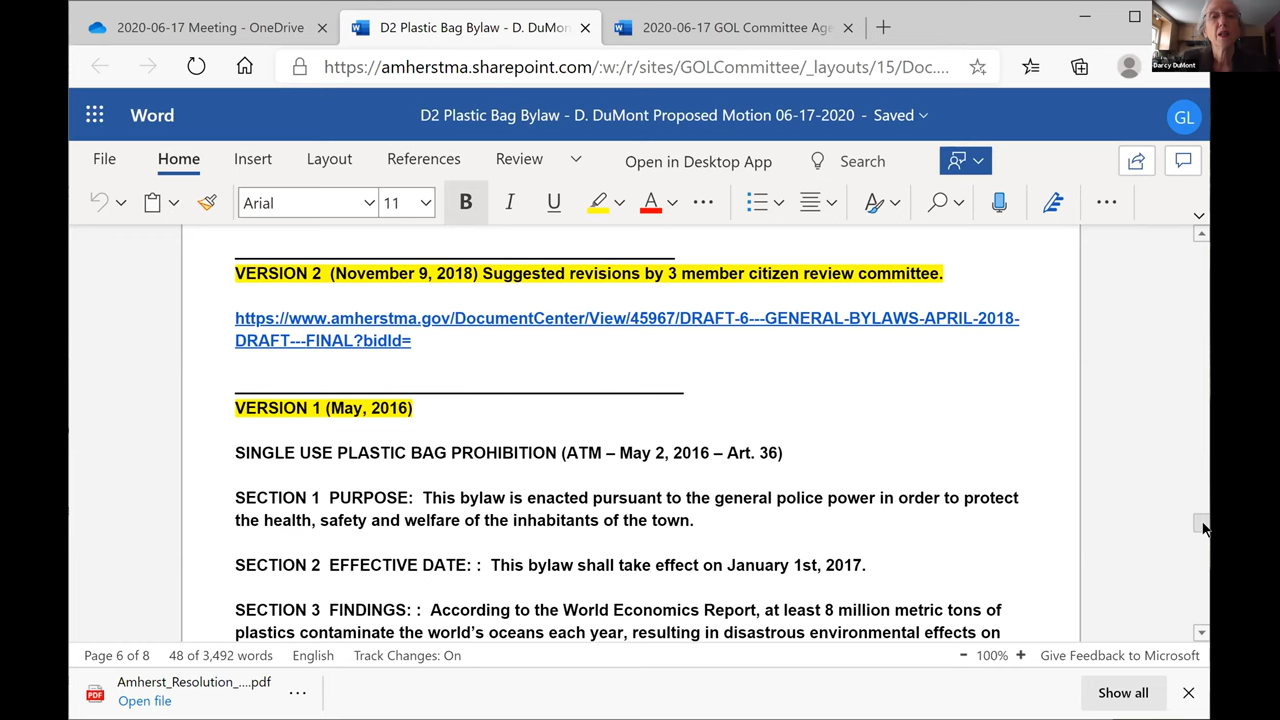 2020-06-17 Meeting - OneDrive
D2 Plastic Bag Bylaw - D. DuMon
2020-06-17 GOL Committee Age
Darcy DuMont
https://amherstma.sharepoint.com/:w:/r/sites/GOLCommittee/_layouts/15/Doc....
Word
D2 Plastic Bag Bylaw - D. DuMont Proposed Motion 06-17-2020 - Saved
GL
File Home Insert Layout References Review Open in Desktop App Search
Arial 11 B I U A
VERSION 2 (November 9, 2018) Suggested revisions by 3 member citizen review committee.
https://www.amherstma.gov/DocumentCenter/View/45967/DRAFT-6---GENERAL-BYLAWS-APRIL-2018-
DRAFT---FINAL?bidId=
VERSION 1 (May, 2016)
SINGLE USE PLASTIC BAG PROHIBITION (ATM – May 2, 2016 – Art. 36)
SECTION 1 PURPOSE: This bylaw is enacted pursuant to the general police power in order to protect
the health, safety and welfare of the inhabitants of the town.
SECTION 2 EFFECTIVE DATE: : This bylaw shall take effect on January 1st, 2017.
SECTION 3 FINDINGS: : According to the World Economics Report, at least 8 million metric tons of
plastics contaminate the world’s oceans each year, resulting in disastrous environmental effects on
Page 6 of 8 48 of 3,492 words English Track Changes: On 100% Give Feedback to Microsoft
Amherst_Resolution_....pdf
Open file
Show all